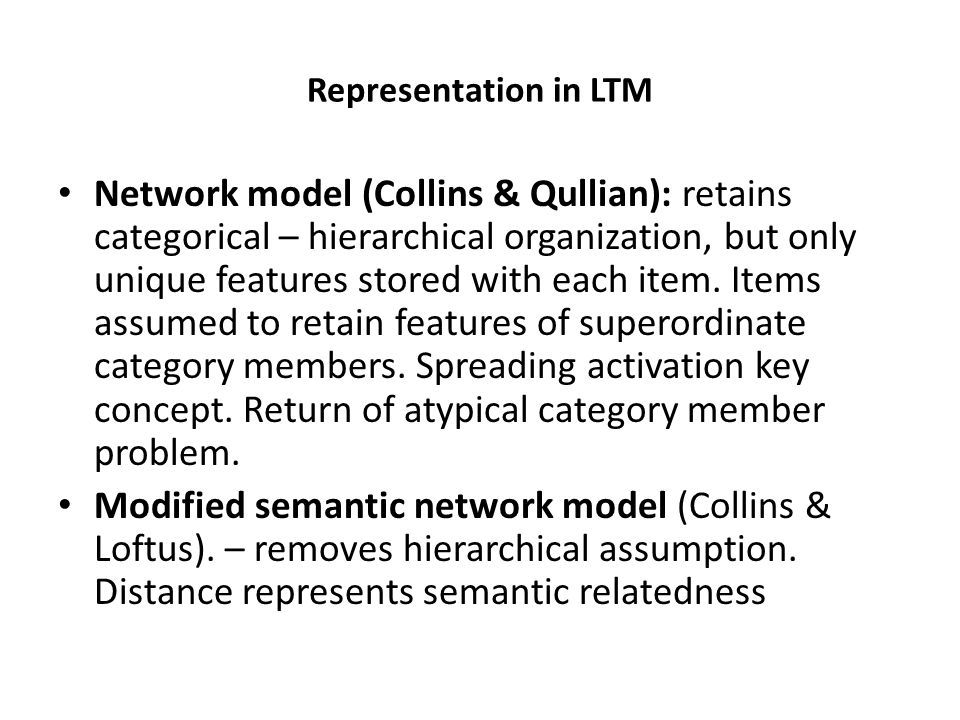 Representation in LTM
• Network model (Collins & Qullian): retains
categorical – hierarchical organization, but only
unique features stored with each item. Items
assumed to retain features of superordinate
category members. Spreading activation key
concept. Return of atypical category member
problem.
• Modified semantic network model (Collins &
Loftus). – removes hierarchical assumption.
Distance represents semantic relatedness